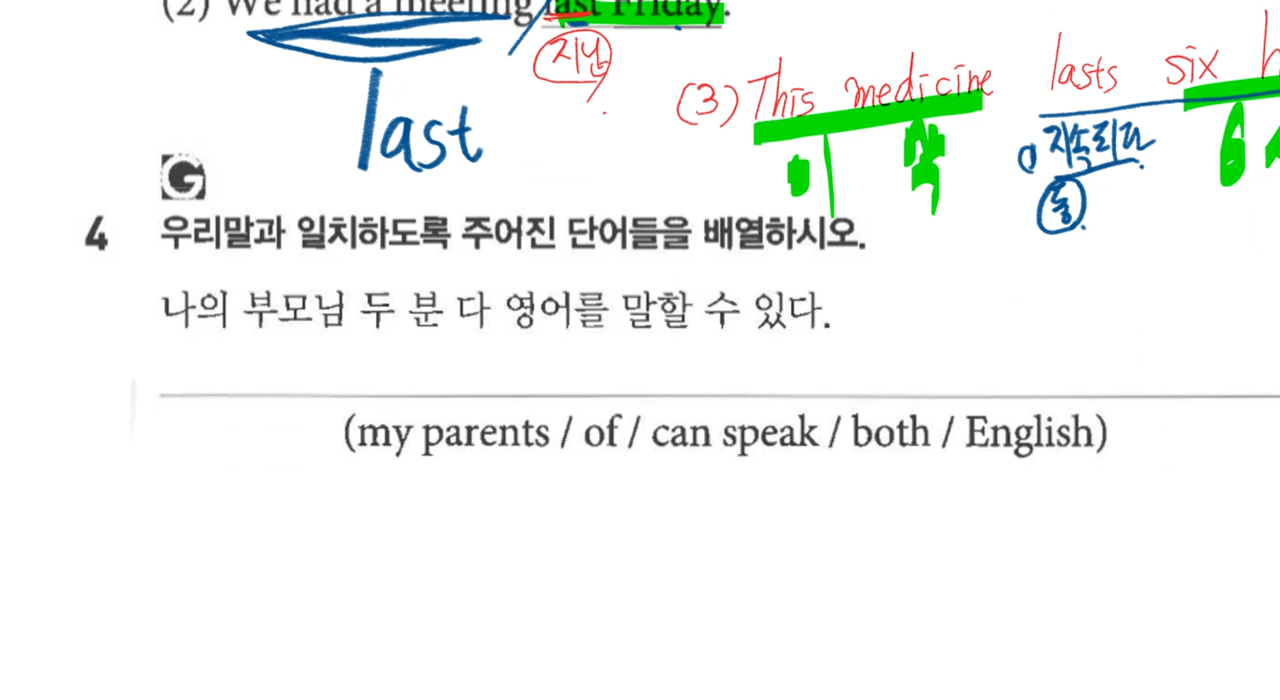 (2) We had a meeting last Friday.
지난
last
(3) This medicine lasts six
이 약
지속되다
동
G
4 우리말과 일치하도록 주어진 단어들을 배열하시오.
나의 부모님 두 분 다 영어를 말할 수 있다.
(my parents / of / can speak / both / English)